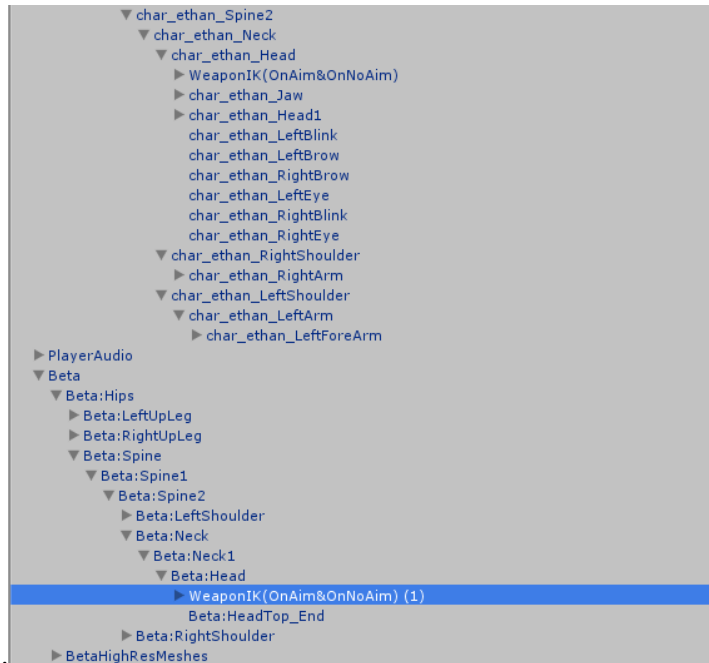 char_ethan_Spine2
char_ethan_Neck
char_ethan_Head
WeaponIK(OnAim&OnNoAim)
char_ethan_Jaw
char_ethan_Head1
char_ethan_LeftBlink
char_ethan_LeftBrow
char_ethan_RightBrow
char_ethan_LeftEye
char_ethan_RightBlink
char_ethan_RightEye
char_ethan_RightShoulder
char_ethan_RightArm
char_ethan_LeftShoulder
char_ethan_LeftArm
char_ethan_LeftForeArm
PlayerAudio
Beta
Beta:Hips
Beta:LeftUpLeg
Beta:RightUpLeg
Beta:Spine
Beta:Spine1
Beta:Spine2
Beta:LeftShoulder
Beta:Neck
Beta:Neck1
Beta:Head
WeaponIK(OnAim&OnNoAim) (1)
Beta:HeadTop_End
Beta:RightShoulder
BetaHighResMeshes